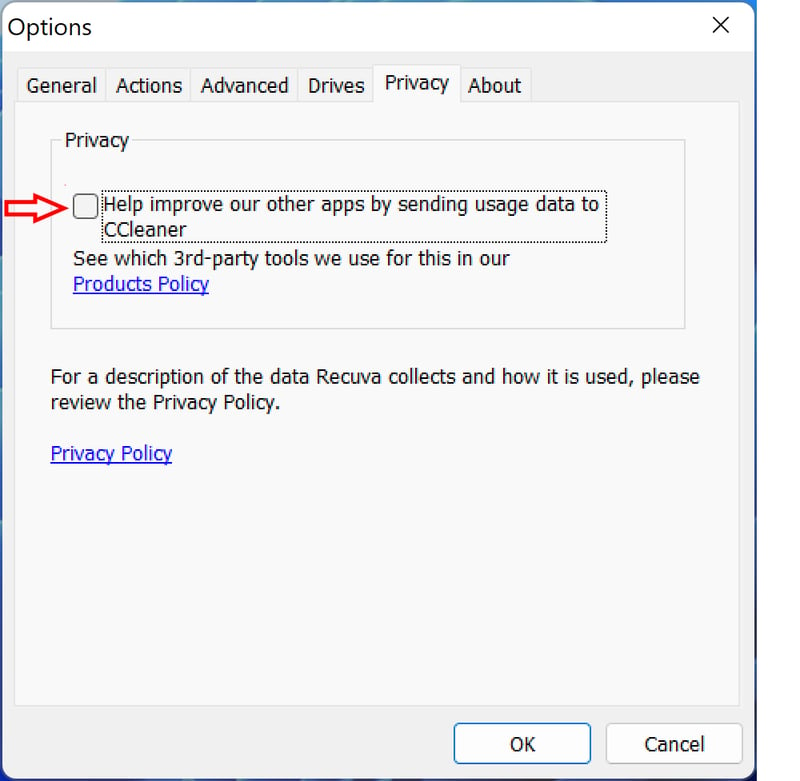 Options
General Actions Advanced Drives Privacy About
Privacy
Help improve our other apps by sending usage data to
CCleaner
See which 3rd-party tools we use for this in our
Products Policy
For a description of the data Recuva collects and how it is used, please
review the Privacy Policy.
Privacy Policy
OK Cancel